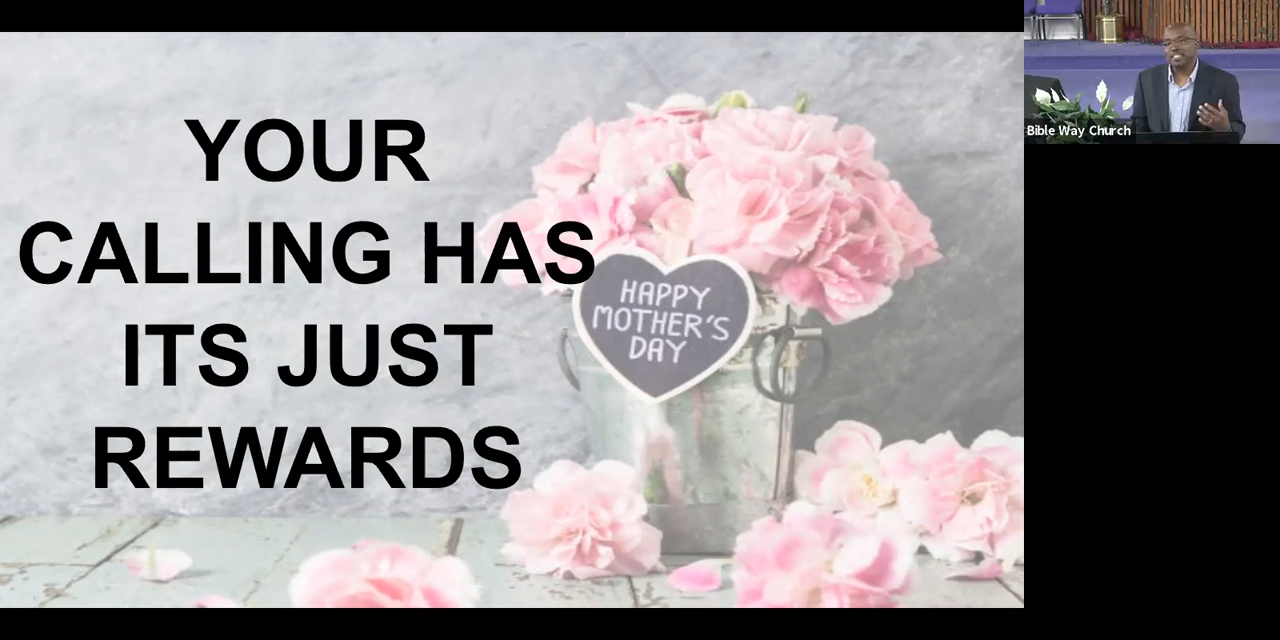 YOUR
CALLING HAS
ITS JUST
REWARDS
HAPPY
MOTHER'S
DAY
Bible Way Church